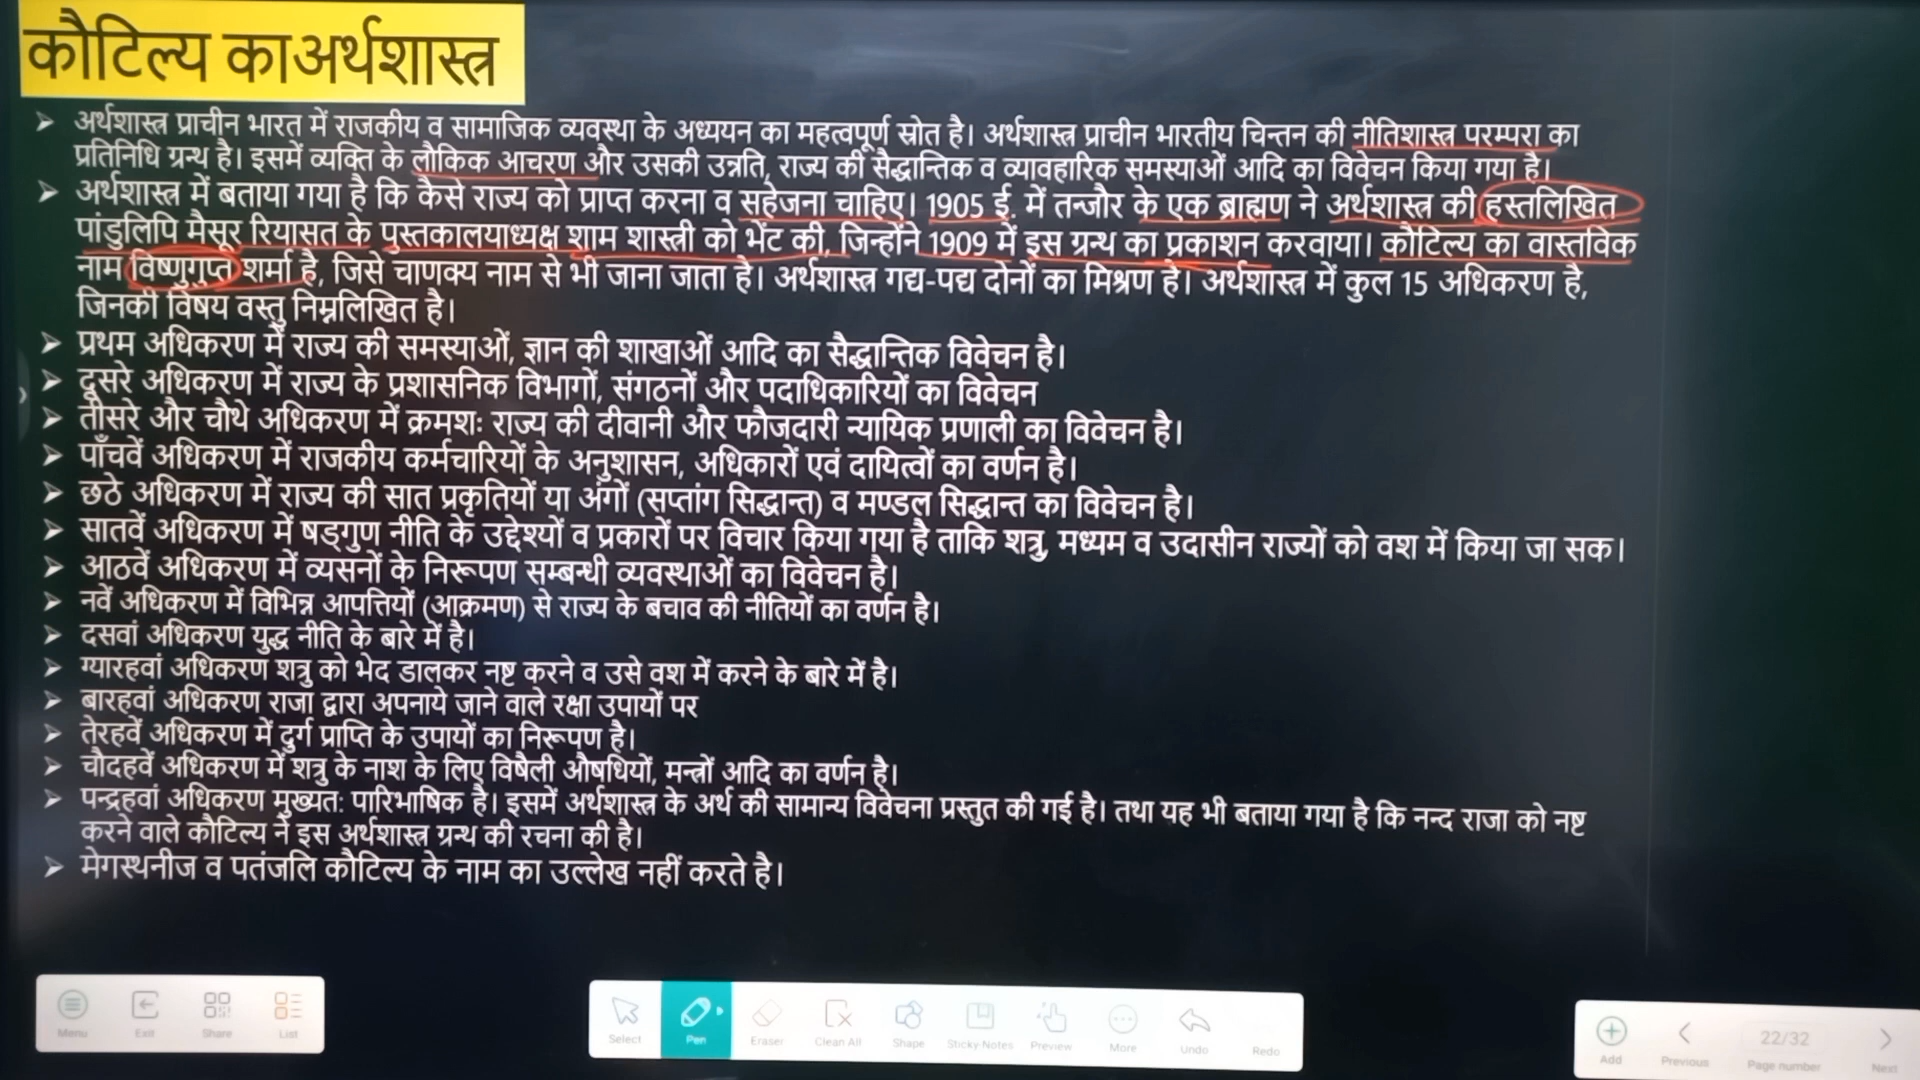 कौटिल्य काअर्थशास्त्र
➤ अर्थशास्त्र प्राचीन भारत में राजकीय व सामाजिक व्यवस्था के अध्ययन का महत्वपूर्ण स्रोत है। अर्थशास्त्र प्राचीन भारतीय चिन्तन की नीतिशास्त्र परम्परा का
प्रतिनिधि ग्रन्थ है। इसमें व्यक्ति के लौकिक आचरण और उसकी उन्नति, राज्य की सैद्धान्तिक व व्यावहारिक समस्याओं आदि का विवेचन किया गया है।
➤ अर्थशास्त्र में बताया गया है कि कैसे राज्य को प्राप्त करना व सहेजना चाहिए। 1905 ई. में तन्जौर के एक ब्राह्मण ने अर्थशास्त्र की हस्तलिखित
पांडुलिपि मैसूर रियासत के पुस्तकालयाध्यक्ष शाम शास्त्री को भेंट की, जिन्होंने 1909 में इस ग्रन्थ का प्रकाशन करवाया। कौटिल्य का वास्तविक
नाम विष्णुगुप्त शर्मा है, जिसे चाणक्य नाम से भी जाना जाता है। अर्थशास्त्र गद्य-पद्य दोनों का मिश्रण है। अर्थशास्त्र में कुल 15 अधिकरण है,
जिनकी विषय वस्तु निम्नलिखित है।
➤ प्रथम अधिकरण में राज्य की समस्याओं, ज्ञान की शाखाओं आदि का सैद्धान्तिक विवेचन है।
➤ दूसरे अधिकरण में राज्य के प्रशासनिक विभागों, संगठनों और पदाधिकारियों का विवेचन
➤ तीसरे और चौथे अधिकरण में क्रमशः राज्य की दीवानी और फौजदारी न्यायिक प्रणाली का विवेचन है।
➤ पाँचवें अधिकरण में राजकीय कर्मचारियों के अनुशासन, अधिकारों एवं दायित्वों का वर्णन है।
➤ छठे अधिकरण में राज्य की सात प्रकृतियों या अंगों (सप्तांग सिद्धान्त) व मण्डल सिद्धान्त का विवेचन है।
➤ सातवें अधिकरण में षड्गुण नीति के उद्देश्यों व प्रकारों पर विचार किया गया है ताकि शत्रु, मध्यम व उदासीन राज्यों को वश में किया जा सक।
➤ आठवें अधिकरण में व्यसनों के निरूपण सम्बन्धी व्यवस्थाओं का विवेचन है।
➤ नवें अधिकरण में विभिन्न आपत्तियों (आक्रमण) से राज्य के बचाव की नीतियों का वर्णन है।
➤ दसवां अधिकरण युद्ध नीति के बारे में है।
➤ ग्यारहवां अधिकरण शत्रु को भेद डालकर नष्ट करने व उसे वश में करने के बारे में है।
➤ बारहवां अधिकरण राजा द्वारा अपनाये जाने वाले रक्षा उपायों पर
➤ तेरहवें अधिकरण में दुर्ग प्राप्ति के उपायों का निरूपण है।
➤ चौदहवें अधिकरण में शत्रु के नाश के लिए विषैली औषधियों, मन्त्रों आदि का वर्णन है।
➤ पन्द्रहवां अधिकरण मुख्यत: पारिभाषिक है। इसमें अर्थशास्त्र के अर्थ की सामान्य विवेचना प्रस्तुत की गई है। तथा यह भी बताया गया है कि नन्द राजा को नष्ट
करने वाले कौटिल्य ने इस अर्थशास्त्र ग्रन्थ की रचना की है।
➤ मेगस्थनीज व पतंजलि कौटिल्य के नाम का उल्लेख नहीं करते है।
Menu Exit Share List
Select Pen Eraser Clean All Shape Sticky Notes Preview More Undo Redo
Add Previous 22/32 Page number Next